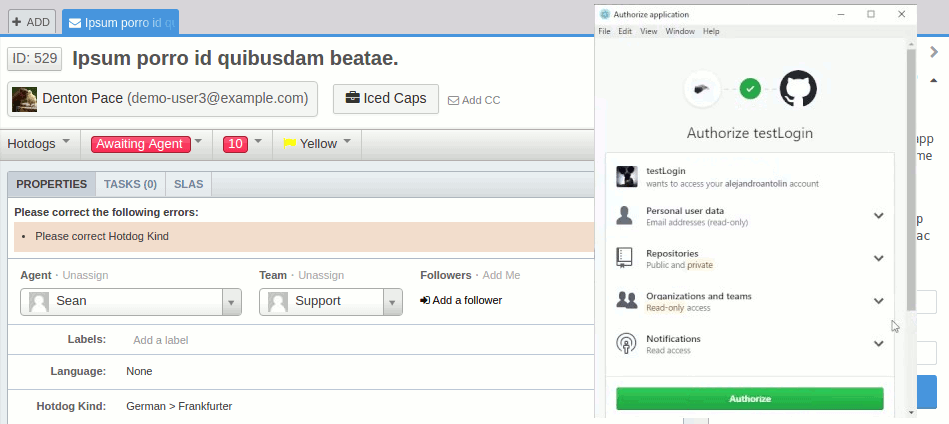 ADD
Ipsum porro id qu
ID: 529
Ipsum porro id quibusdam beatae.
Denton Pace (demo-user3@example.com)
Iced Caps
Add CC
Hotdogs
Awaiting Agent
10
Yellow
PROPERTIES
TASKS (0)
SLAS
Please correct the following errors:
• Please correct Hotdog Kind
Agent · Unassign
Team · Unassign
Followers · Add Me
Sean
Support
Add a follower
Labels:
Add a label
Language:
None
Hotdog Kind:
German > Frankfurter
Authorize application
File Edit View Window Help
Authorize testLogin
testLogin
wants to access your alejandroantolin account
Personal user data
Email addresses (read-only)
Repositories
Public and private
Organizations and teams
Read-only access
Notifications
Read access
Authorize
app
me
p
ac